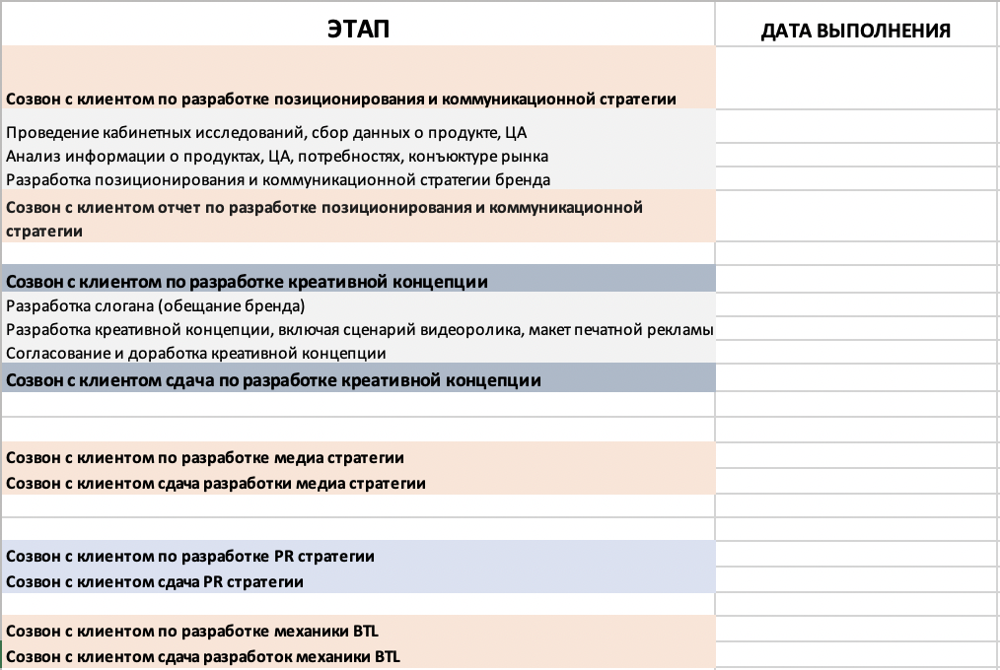 ЭТАП
ДАТА ВЫПОЛНЕНИЯ
Созвон с клиентом по разработке позиционирования и коммуникационной стратегии
Проведение кабинетных исследований, сбор данных о продукте, ЦА
Анализ информации о продуктах, ЦА, потребностях, конъюктуре рынка
Разработка позиционирования и коммуникационной стратегии бренда
Созвон с клиентом отчет по разработке позиционирования и коммуникационной
стратегии
Созвон с клиентом по разработке креативной концепции
Разработка слогана (обещание бренда)
Разработка креативной концепции, включая сценарий видеоролика, макет печатной рекламы
Согласование и доработка креативной концепции
Созвон с клиентом сдача по разработке креативной концепции
Созвон с клиентом по разработке медиа стратегии
Созвон с клиентом сдача разработки медиа стратегии
Созвон с клиентом по разработке PR стратегии
Созвон с клиентом сдача PR стратегии
Созвон с клиентом по разработке механики BTL
Созвон с клиентом сдача разработок механики BTL